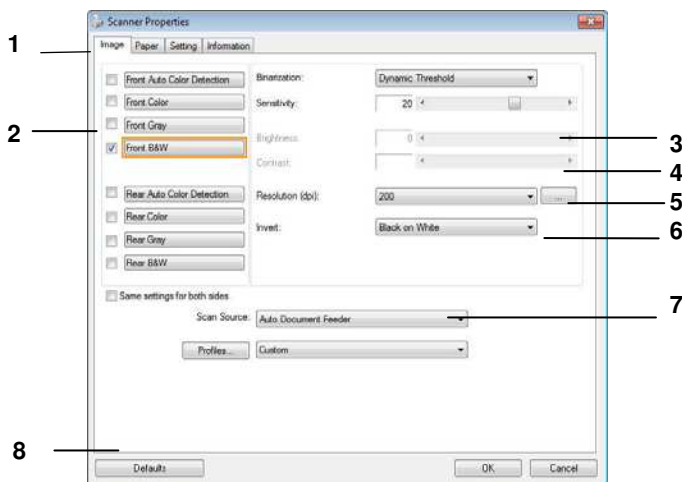 Scanner Properties
1
Image Paper Setting Information
Front Auto Color Detection
Binarization: Dynamic Threshold
Front Color
Sensitivity: 20
Front Gray
2
Front B&W
Brightness: 0
3
Contrast:
4
Rear Auto Color Detection
Resolution (dpi): 200 ...
5
Rear Color
Invert: Black on White
6
Rear Gray
Rear B&W
Same settings for both sides
7
Scan Source: Auto Document Feeder
Profiles... Custom
8
Defaults OK Cancel